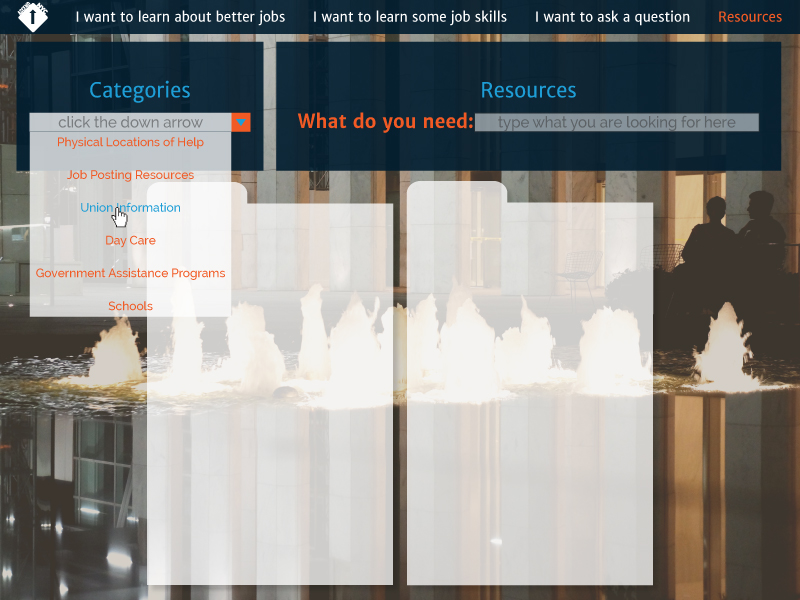 I want to learn about better jobs
I want to learn some job skills
I want to ask a question
Resources
Categories
click the down arrow
Physical Locations of Help
Job Posting Resources
Union Information
Day Care
Government Assistance Programs
Schools
Resources
What do you need:
type what you are looking for here